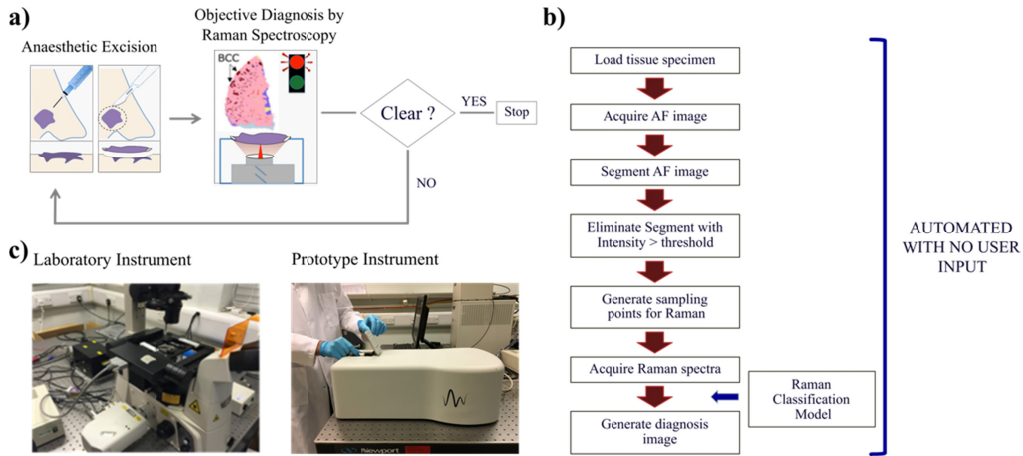 a)
Anaesthetic Excision
Objective Diagnosis by
Raman Spectroscopy
BCC
Clear ?
YES
Stop
NO
b)
Load tissue specimen
Acquire AF image
Segment AF image
Eliminate Segment with
Intensity > threshold
Generate sampling
points for Raman
Acquire Raman spectra
Raman
Classification
Model
Generate diagnosis
image
AUTOMATED
WITH NO USER
INPUT
c)
Laboratory Instrument
Prototype Instrument
Newport